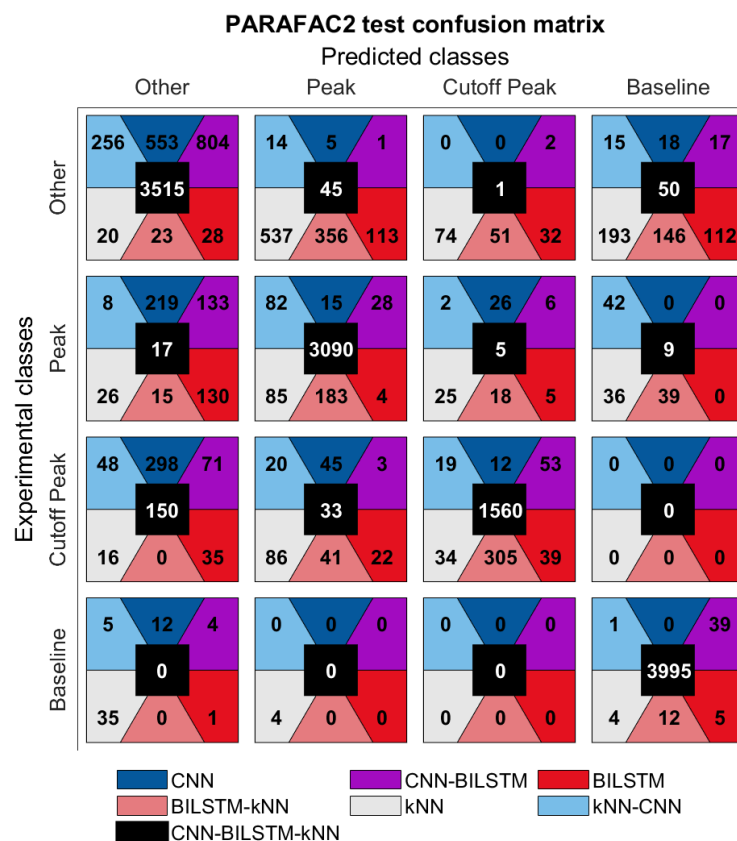 PARAFAC2 test confusion matrix
Predicted classes
Other Peak Cutoff Peak Baseline
Experimental classes
Other
256 553 804 14 5 1 0 0 2 15 18 17
3515 45 1 50
20 23 28 537 356 113 74 51 32 193 146 112
Peak
8 219 133 82 15 28 2 26 6 42 0 0
17 3090 5 9
26 15 130 85 183 4 25 18 5 36 39 0
Cutoff Peak
48 298 71 20 45 3 19 12 53 0 0 0
150 33 1560 0
16 0 35 86 41 22 34 305 39 0 0 0
Baseline
5 12 4 0 0 0 0 0 0 1 0 39
0 0 0 3995
35 0 1 4 0 0 0 0 0 4 12 5
CNN CNN-BILSTM BILSTM
BILSTM-kNN kNN kNN-CNN
CNN-BILSTM-kNN